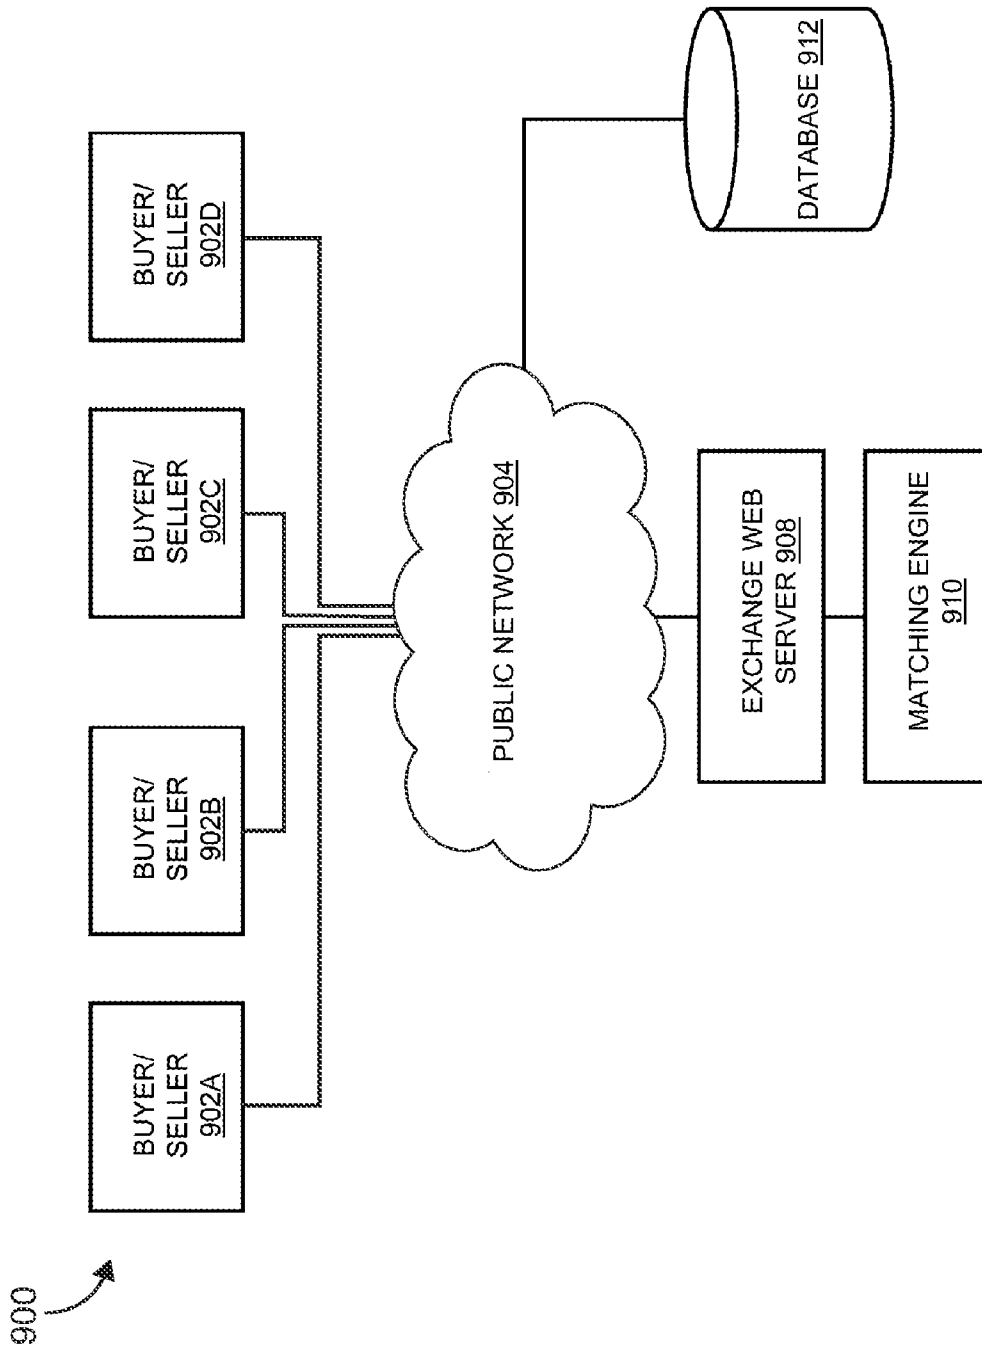 900
BUYER/
SELLER
902A
BUYER/
SELLER
902B
BUYER/
SELLER
902C
BUYER/
SELLER
902D
PUBLIC NETWORK 904
EXCHANGE WEB
SERVER 908
MATCHING ENGINE
910
DATABASE 912